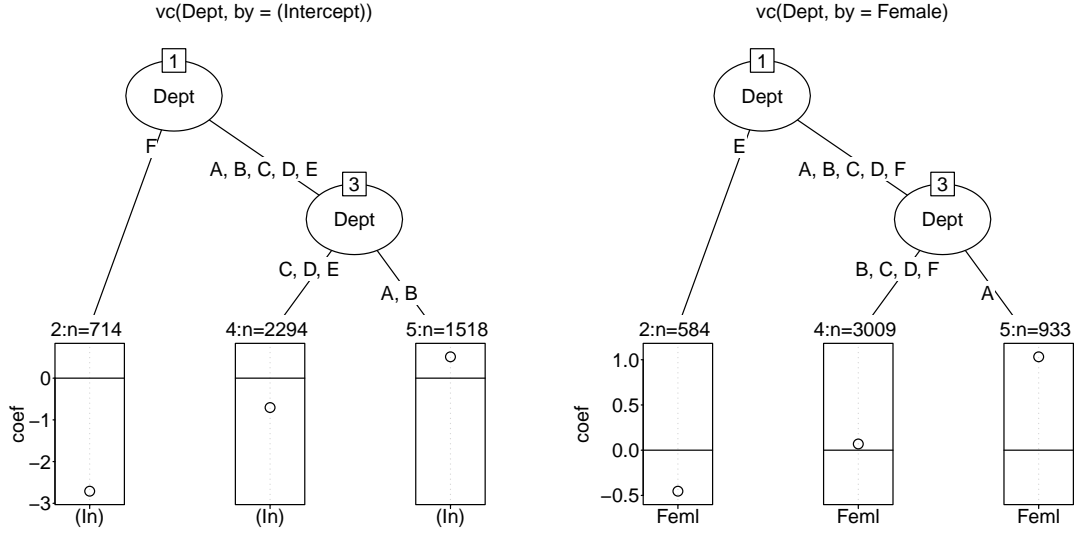 vc(Dept, by = (Intercept))
1
Dept
F
A, B, C, D, E
3
Dept
C, D, E
A, B
2:n=714
4:n=2294
5:n=1518
coef
0
−1
−2
−3
(In)
(In)
(In)
vc(Dept, by = Female)
1
Dept
E
A, B, C, D, F
3
Dept
B, C, D, F
A
2:n=584
4:n=3009
5:n=933
coef
1.0
0.5
0.0
−0.5
Feml
Feml
Feml